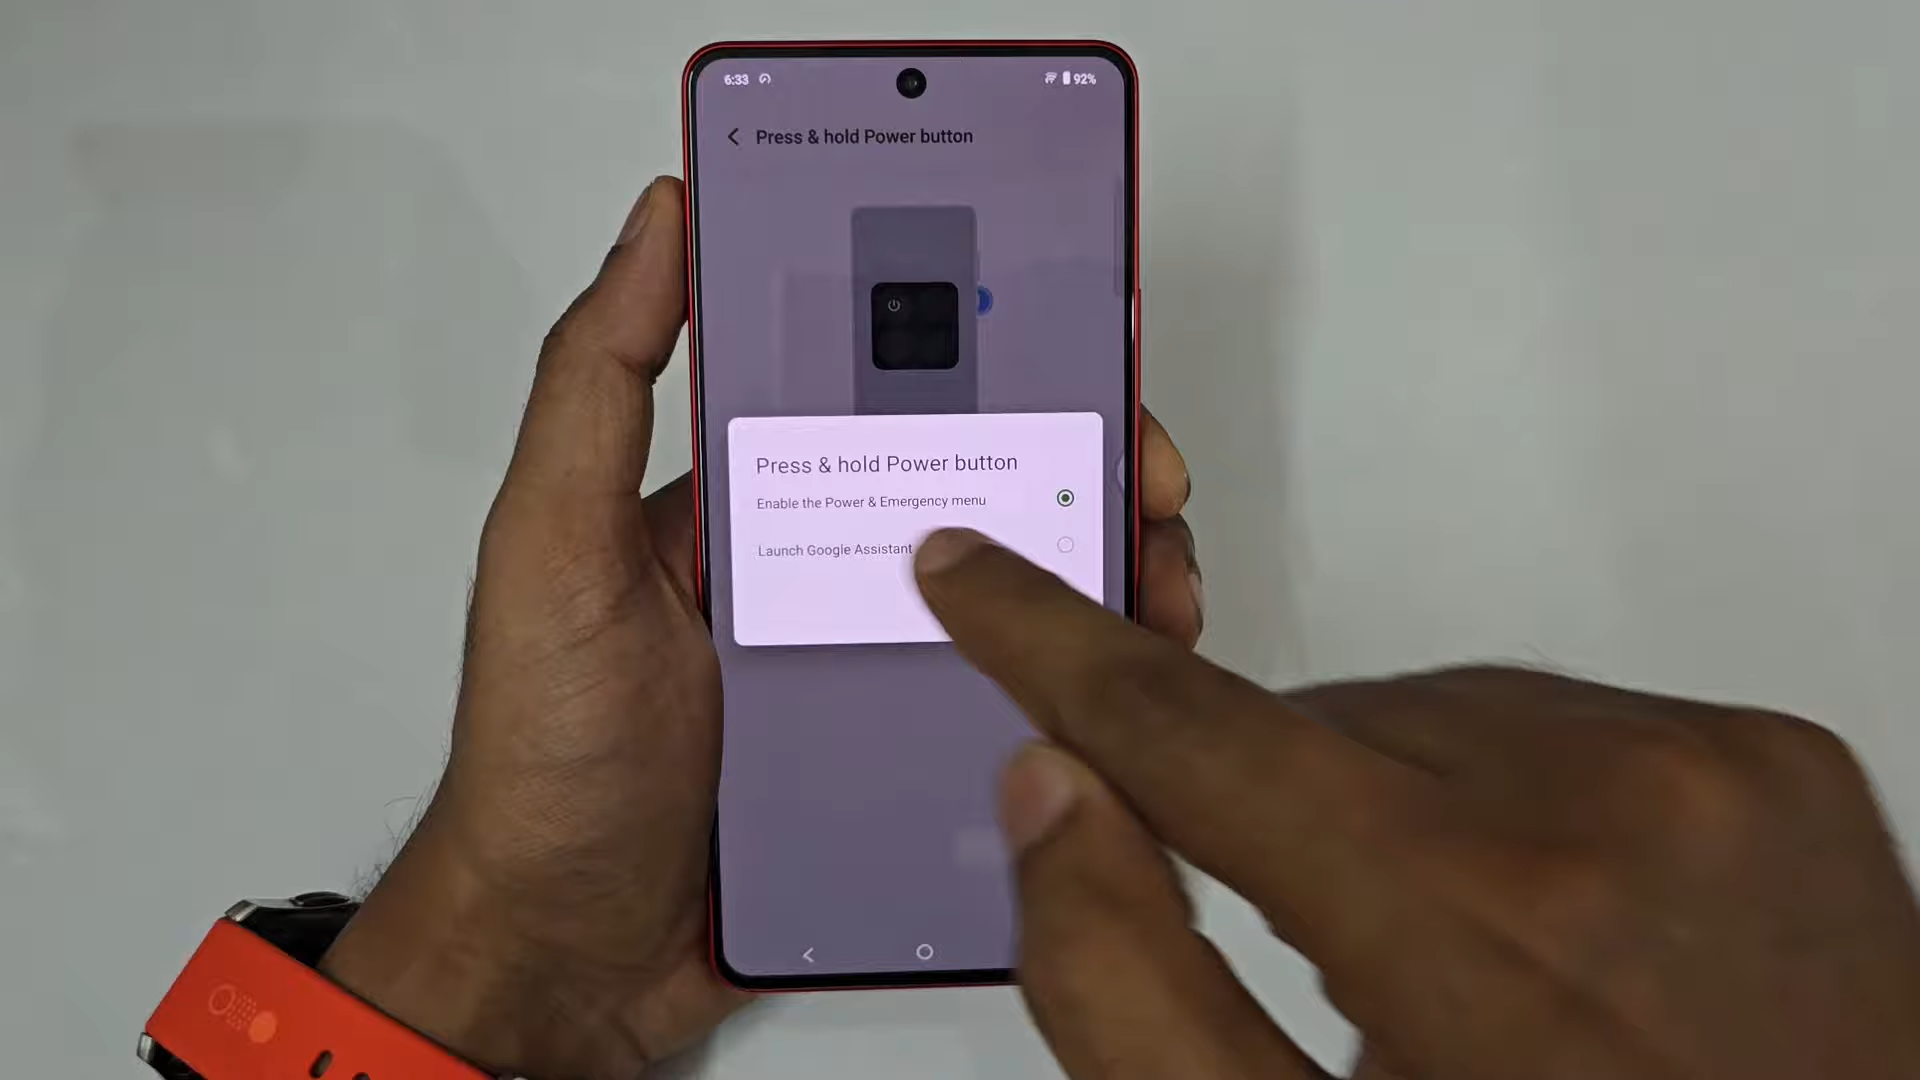 6:33
92%
Press & hold Power button
Press & hold Power button
Enable the Power & Emergency menu
Launch Google Assistant